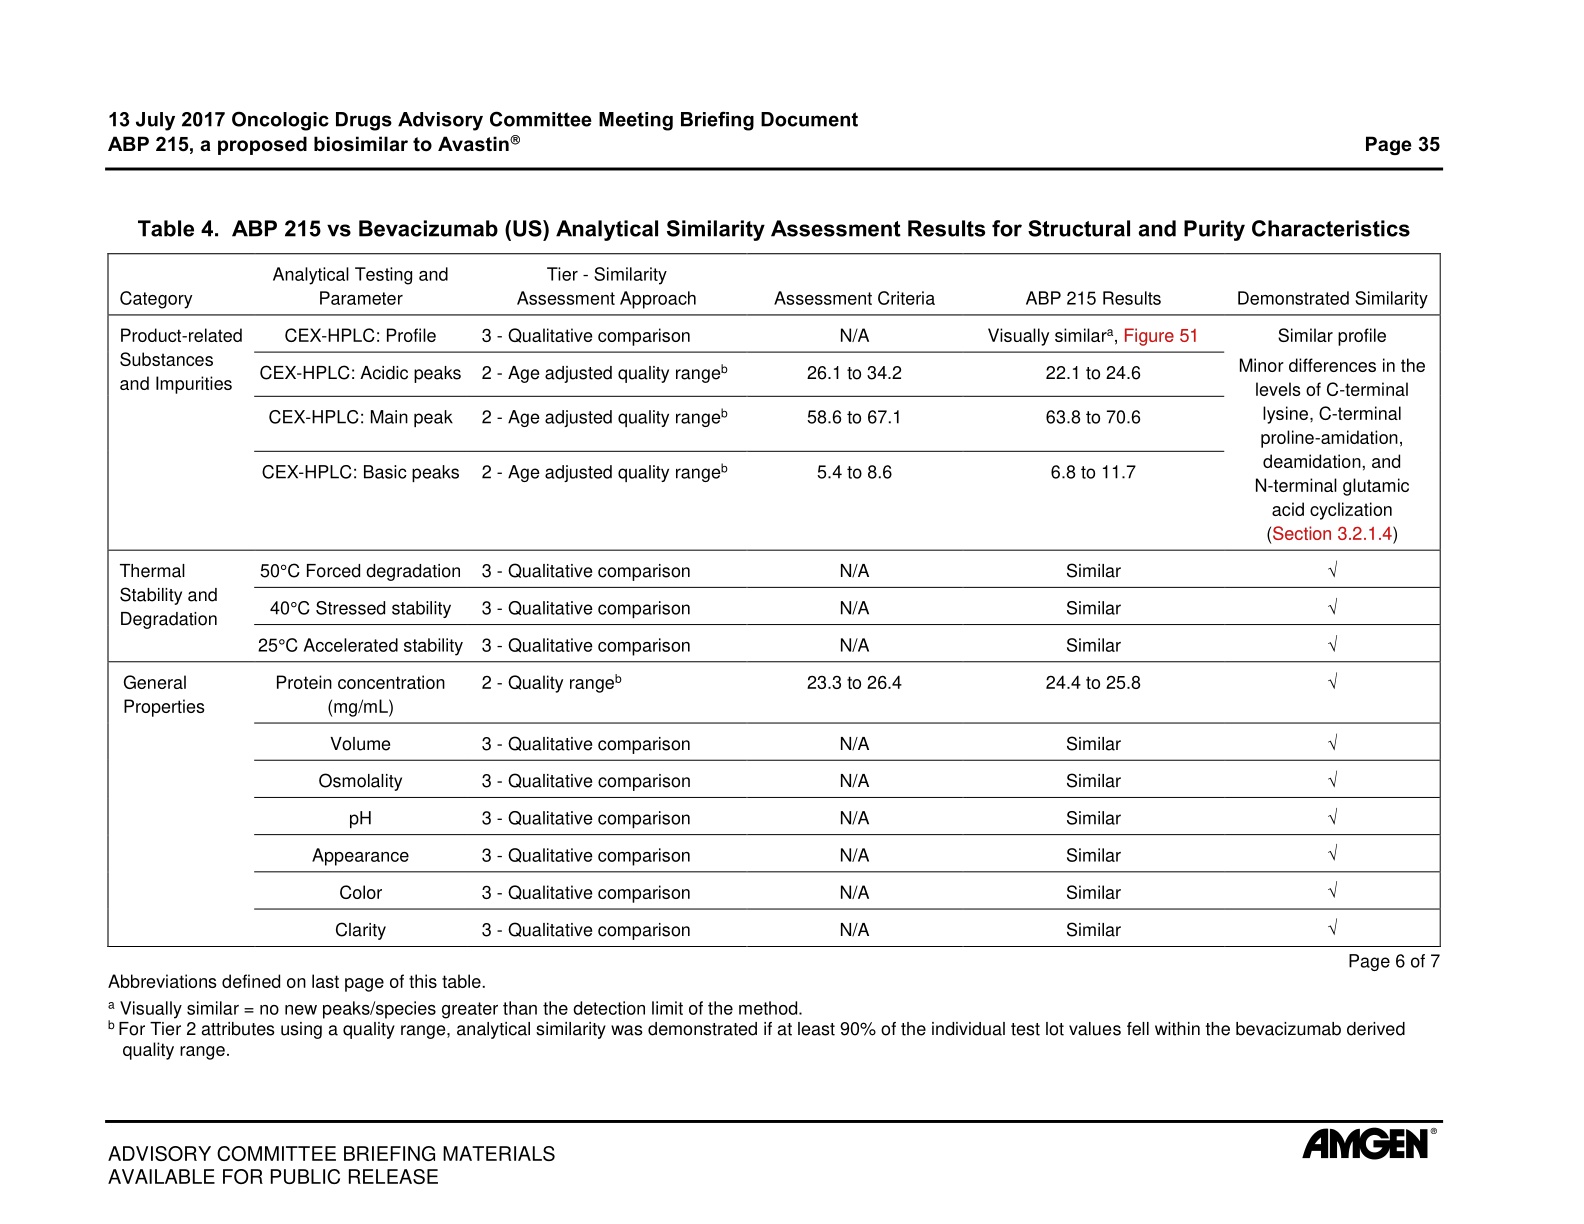 13 July 2017 Oncologic Drugs Advisory Committee Meeting Briefing Document
ABP 215, a proposed biosimilar to Avastin® Page 35
Table 4. ABP 215 vs Bevacizumab (US) Analytical Similarity Assessment Results for Structural and Purity Characteristics
Category | Analytical Testing and Parameter | Tier - Similarity Assessment Approach | Assessment Criteria | ABP 215 Results | Demonstrated Similarity
Product-related Substances and Impurities | CEX-HPLC: Profile | 3 - Qualitative comparison | N/A | Visually similarᵃ, Figure 51 | Similar profile
CEX-HPLC: Acidic peaks | 2 - Age adjusted quality rangeᵇ | 26.1 to 34.2 | 22.1 to 24.6 | Minor differences in the levels of C-terminal lysine, C-terminal proline-amidation, deamidation, and N-terminal glutamic acid cyclization (Section 3.2.1.4)
CEX-HPLC: Main peak | 2 - Age adjusted quality rangeᵇ | 58.6 to 67.1 | 63.8 to 70.6
CEX-HPLC: Basic peaks | 2 - Age adjusted quality rangeᵇ | 5.4 to 8.6 | 6.8 to 11.7
Thermal Stability and Degradation | 50°C Forced degradation | 3 - Qualitative comparison | N/A | Similar | √
40°C Stressed stability | 3 - Qualitative comparison | N/A | Similar | √
25°C Accelerated stability | 3 - Qualitative comparison | N/A | Similar | √
General Properties | Protein concentration (mg/mL) | 2 - Quality rangeᵇ | 23.3 to 26.4 | 24.4 to 25.8 | √
Volume | 3 - Qualitative comparison | N/A | Similar | √
Osmolality | 3 - Qualitative comparison | N/A | Similar | √
pH | 3 - Qualitative comparison | N/A | Similar | √
Appearance | 3 - Qualitative comparison | N/A | Similar | √
Color | 3 - Qualitative comparison | N/A | Similar | √
Clarity | 3 - Qualitative comparison | N/A | Similar | √
Page 6 of 7
Abbreviations defined on last page of this table.
ᵃ Visually similar = no new peaks/species greater than the detection limit of the method.
ᵇ For Tier 2 attributes using a quality range, analytical similarity was demonstrated if at least 90% of the individual test lot values fell within the bevacizumab derived
quality range.
ADVISORY COMMITTEE BRIEFING MATERIALS
AVAILABLE FOR PUBLIC RELEASE
AMGEN®